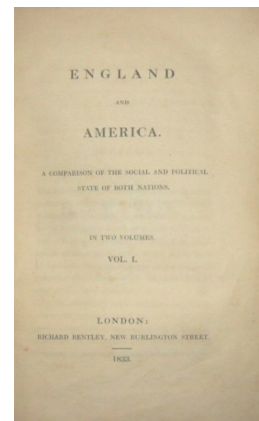 ENGLAND
AND
AMERICA.
A COMPARISON OF THE SOCIAL AND POLITICAL
STATE OF BOTH NATIONS.
IN TWO VOLUMES.
VOL. I.
LONDON:
RICHARD BENTLEY, NEW BURLINGTON STREET.
1833.